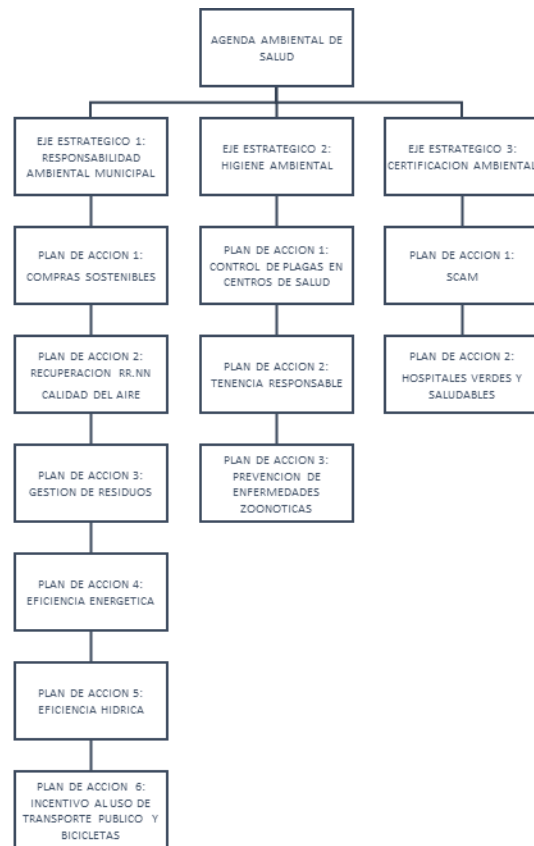 AGENDA AMBIENTAL DE
SALUD
EJE ESTRATEGICO 1:
RESPONSABILIDAD
AMBIENTAL MUNICIPAL
PLAN DE ACCION 1:
COMPRAS SOSTENIBLES
PLAN DE ACCION 2:
RECUPERACION RR.NN
CALIDAD DEL AIRE
PLAN DE ACCION 3:
GESTION DE RESIDUOS
PLAN DE ACCION 4:
EFICIENCIA ENERGETICA
PLAN DE ACCION 5:
EFICIENCIA HIDRICA
PLAN DE ACCION 6:
INCENTIVO AL USO DE
TRANSPORTE PUBLICO Y
BICICLETAS
EJE ESTRATEGICO 2:
HIGIENE AMBIENTAL
PLAN DE ACCION 1:
CONTROL DE PLAGAS EN
CENTROS DE SALUD
PLAN DE ACCION 2:
TENENCIA RESPONSABLE
PLAN DE ACCION 3:
PREVENCION DE
ENFERMEDADES
ZOONOTICAS
EJE ESTRATEGICO 3:
CERTIFICACION AMBIENTAL
PLAN DE ACCION 1:
SCAM
PLAN DE ACCION 2:
HOSPITALES VERDES Y
SALUDABLES